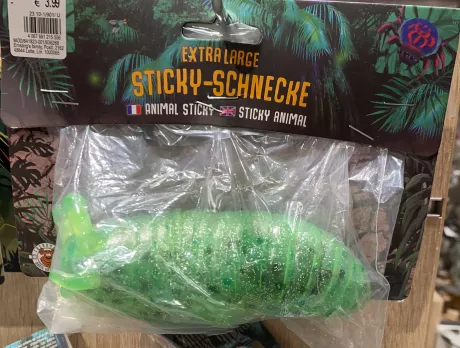 € 3.99
EXTRA LARGE
STICKY-SCHNECKE
ANIMAL STICKY STICKY ANIMAL